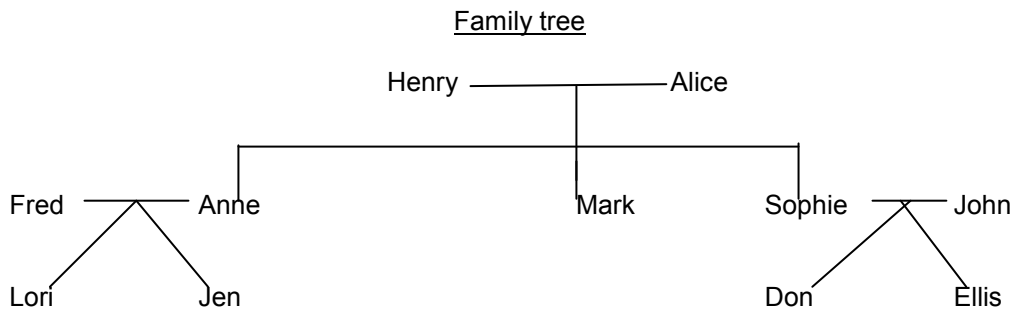 Family tree
Henry Alice
Fred Anne Mark Sophie John
Lori Jen Don Ellis